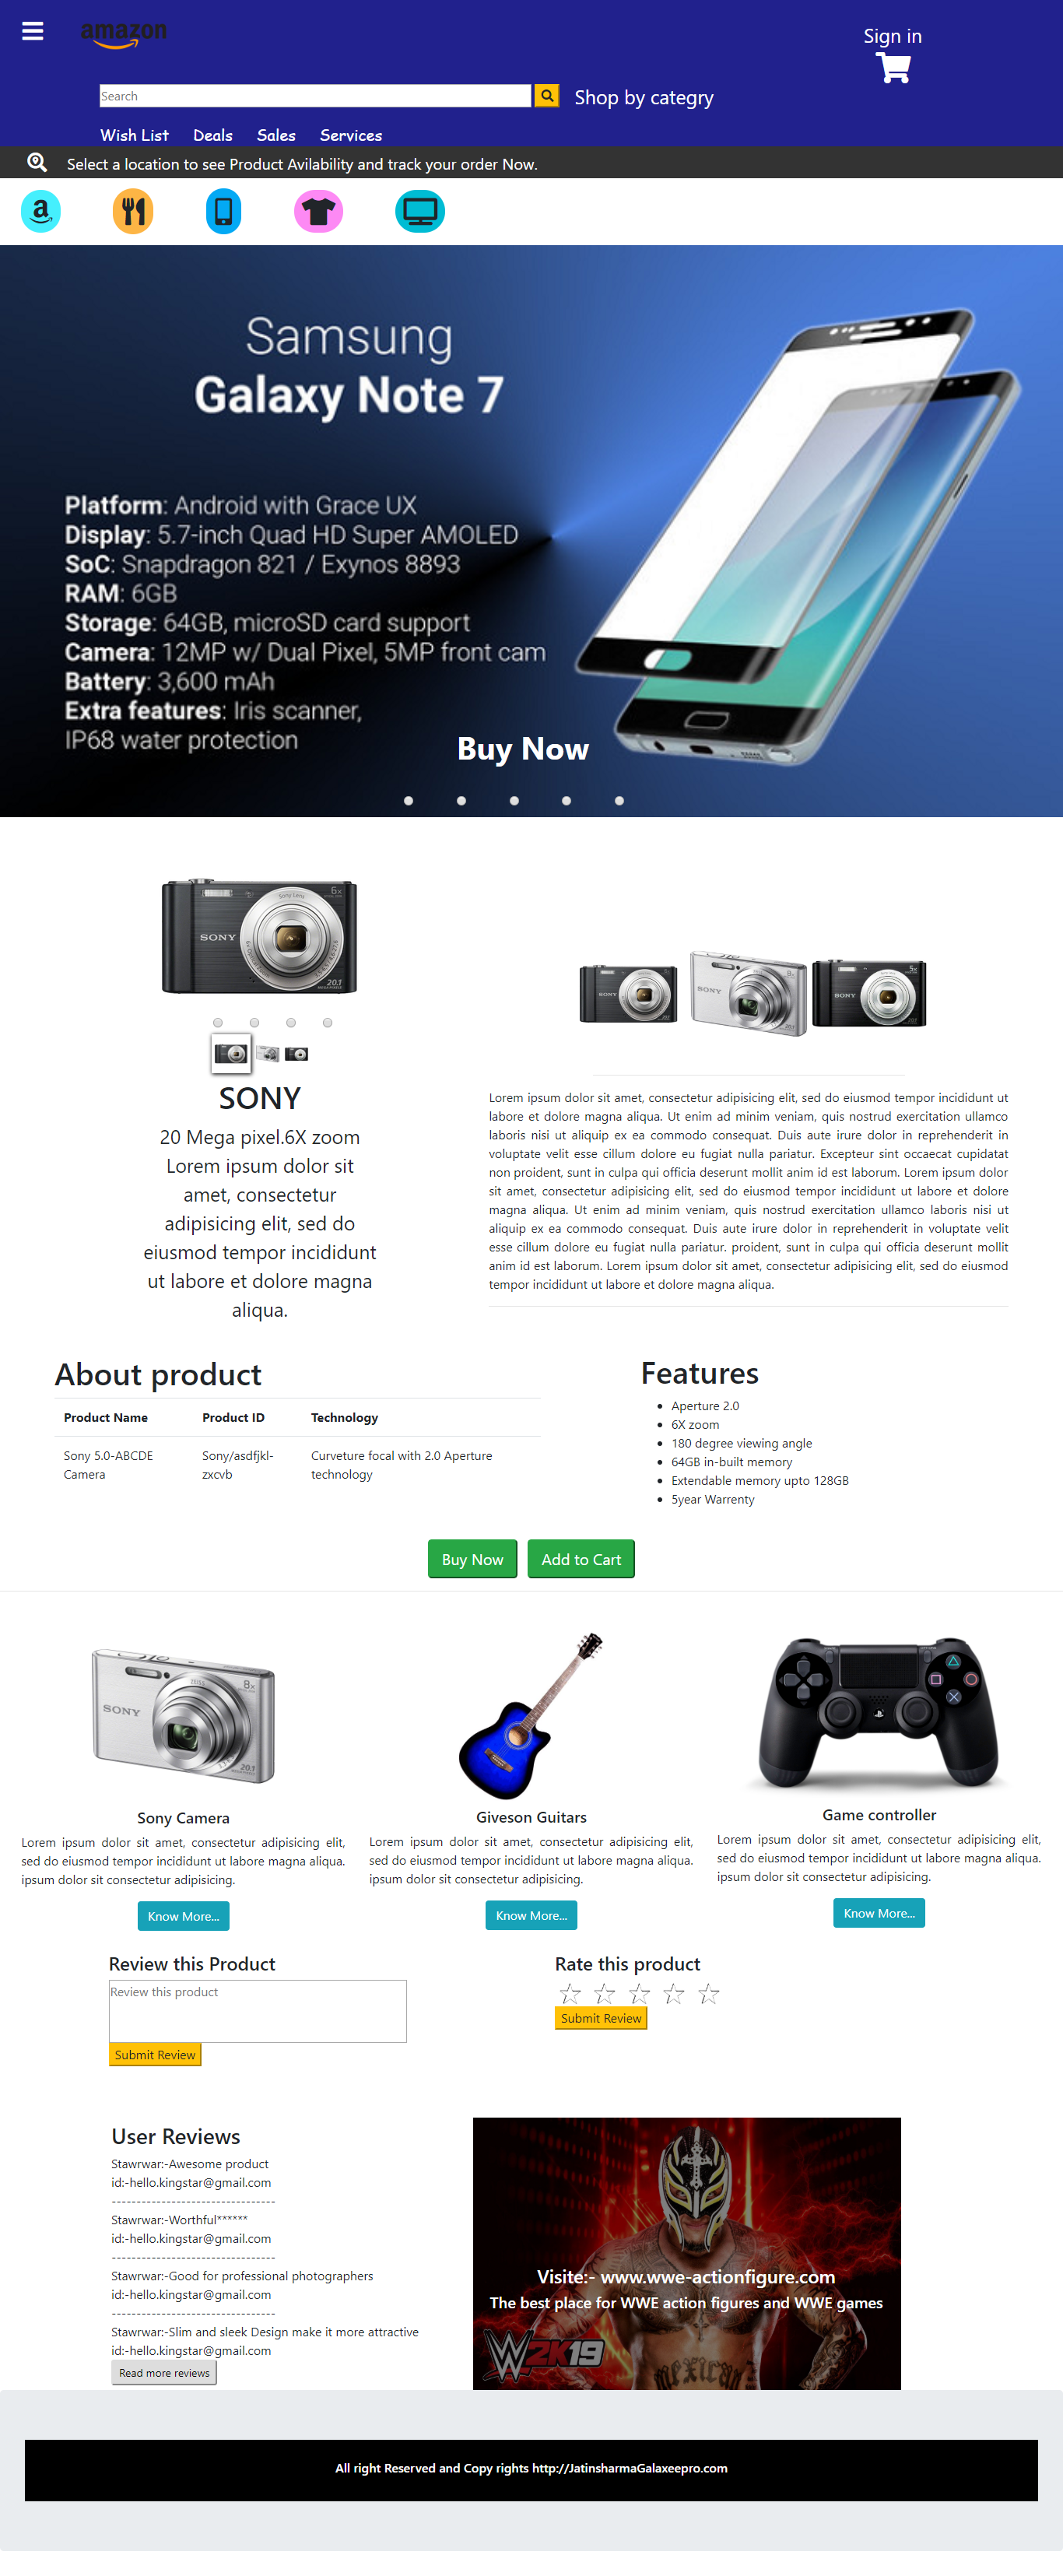 amazon
Sign in
Search
Shop by categry
Wish List Deals Sales Services
Select a location to see Product Avilability and track your order Now.
a
Samsung
Galaxy Note 7
Platform: Android with Grace UX
Display: 5.7-inch Quad HD Super AMOLED
SoC: Snapdragon 821 / Exynos 8893
RAM: 6GB
Storage: 64GB, microSD card support
Camera: 12MP w/ Dual Pixel, 5MP front cam
Battery: 3,600 mAh
Extra features: Iris scanner,
IP68 water protection
Buy Now
SONY
6x
20.1
SONY
8x
SONY
5x
SONY
20 Mega pixel.6X zoom
Lorem ipsum dolor sit
amet, consectetur
adipisicing elit, sed do
eiusmod tempor incididunt
ut labore et dolore magna
aliqua.
Lorem ipsum dolor sit amet, consectetur adipisicing elit, sed do eiusmod tempor incididunt ut
labore et dolore magna aliqua. Ut enim ad minim veniam, quis nostrud exercitation ullamco
laboris nisi ut aliquip ex ea commodo consequat. Duis aute irure dolor in reprehenderit in
voluptate velit esse cillum dolore eu fugiat nulla pariatur. Excepteur sint occaecat cupidatat
non proident, sunt in culpa qui officia deserunt mollit anim id est laborum. Lorem ipsum dolor
sit amet, consectetur adipisicing elit, sed do eiusmod tempor incididunt ut labore et dolore
magna aliqua. Ut enim ad minim veniam, quis nostrud exercitation ullamco laboris nisi ut
aliquip ex ea commodo consequat. Duis aute irure dolor in reprehenderit in voluptate velit
esse cillum dolore eu fugiat nulla pariatur. proident, sunt in culpa qui officia deserunt mollit
anim id est laborum. Lorem ipsum dolor sit amet, consectetur adipisicing elit, sed do eiusmod
tempor incididunt ut labore et dolore magna aliqua.
About product
Product Name Product ID Technology
Sony 5.0-ABCDE Sony/asdfjkl- Curveture focal with 2.0 Aperture
Camera zxcvb technology
Features
Aperture 2.0
6X zoom
180 degree viewing angle
64GB in-built memory
Extendable memory upto 128GB
5year Warrenty
Buy Now Add to Cart
SONY
8x
20.1
Sony Camera
Lorem ipsum dolor sit amet, consectetur adipisicing elit,
sed do eiusmod tempor incididunt ut labore magna aliqua.
ipsum dolor sit consectetur adipisicing.
Know More...
Giveson Guitars
Lorem ipsum dolor sit amet, consectetur adipisicing elit,
sed do eiusmod tempor incididunt ut labore magna aliqua.
ipsum dolor sit consectetur adipisicing.
Know More...
Game controller
Lorem ipsum dolor sit amet, consectetur adipisicing elit,
sed do eiusmod tempor incididunt ut labore magna aliqua.
ipsum dolor sit consectetur adipisicing.
Know More...
Review this Product
Review this product
Submit Review
Rate this product
Submit Review
User Reviews
Stawrwar:-Awesome product
id:-hello.kingstar@gmail.com
---------------------------------
Stawrwar:-Worthful******
id:-hello.kingstar@gmail.com
---------------------------------
Stawrwar:-Good for professional photographers
id:-hello.kingstar@gmail.com
---------------------------------
Stawrwar:-Slim and sleek Design make it more attractive
id:-hello.kingstar@gmail.com
Read more reviews
Visite:- www.wwe-actionfigure.com
The best place for WWE action figures and WWE games
W2K19
mexican
All right Reserved and Copy rights http://JatinsharmaGalaxeepro.com